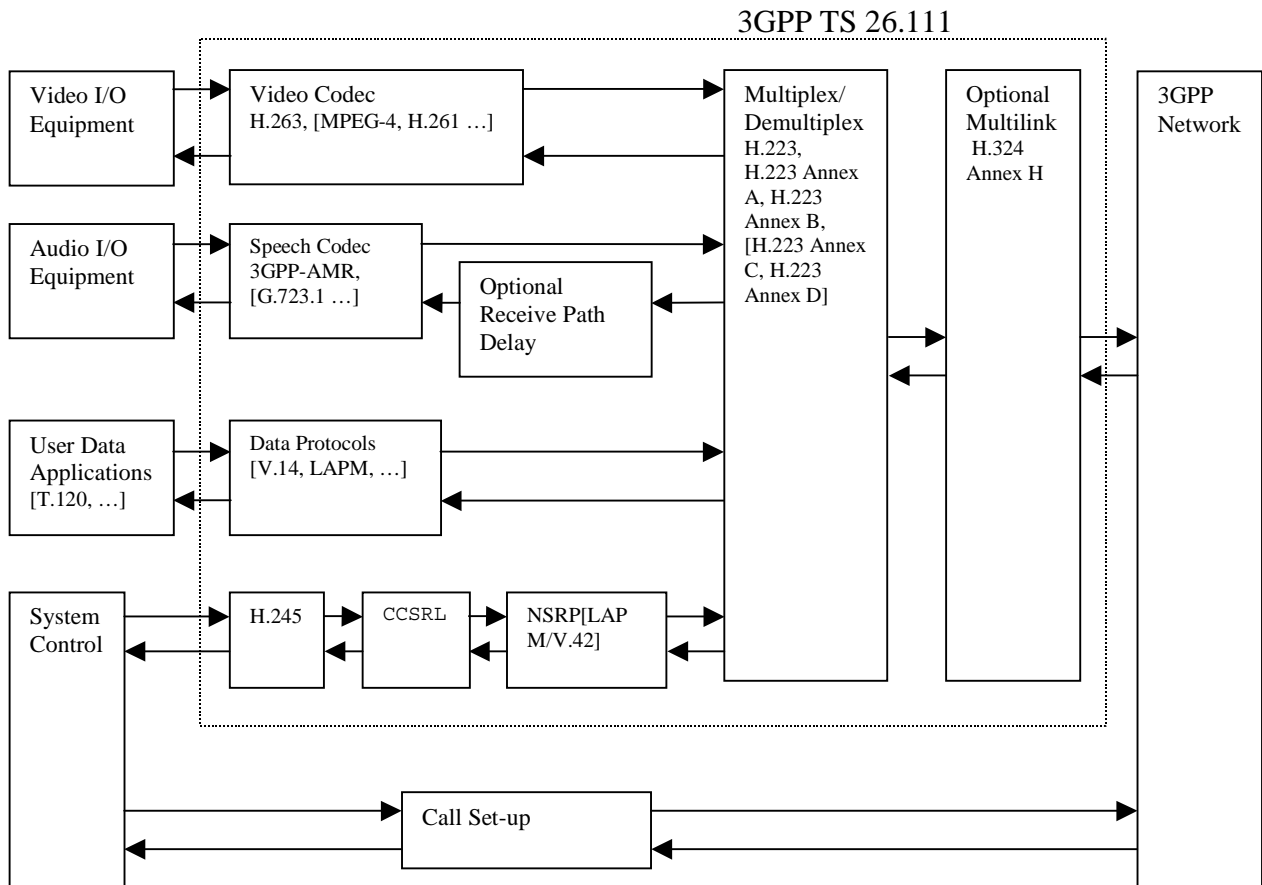 3GPP TS 26.111
Video I/O
Equipment
Video Codec
H.263, [MPEG-4, H.261 …]
Multiplex/
Demultiplex
H.223,
H.223 Annex
A, H.223
Annex B,
[H.223 Annex
C, H.223
Annex D]
Optional
Multilink
H.324
Annex H
3GPP
Network
Audio I/O
Equipment
Speech Codec
3GPP-AMR,
[G.723.1 …]
Optional
Receive Path
Delay
User Data
Applications
[T.120, …]
Data Protocols
[V.14, LAPM, …]
System
Control
H.245
CCSRL
NSRP[LAP
M/V.42]
Call Set-up